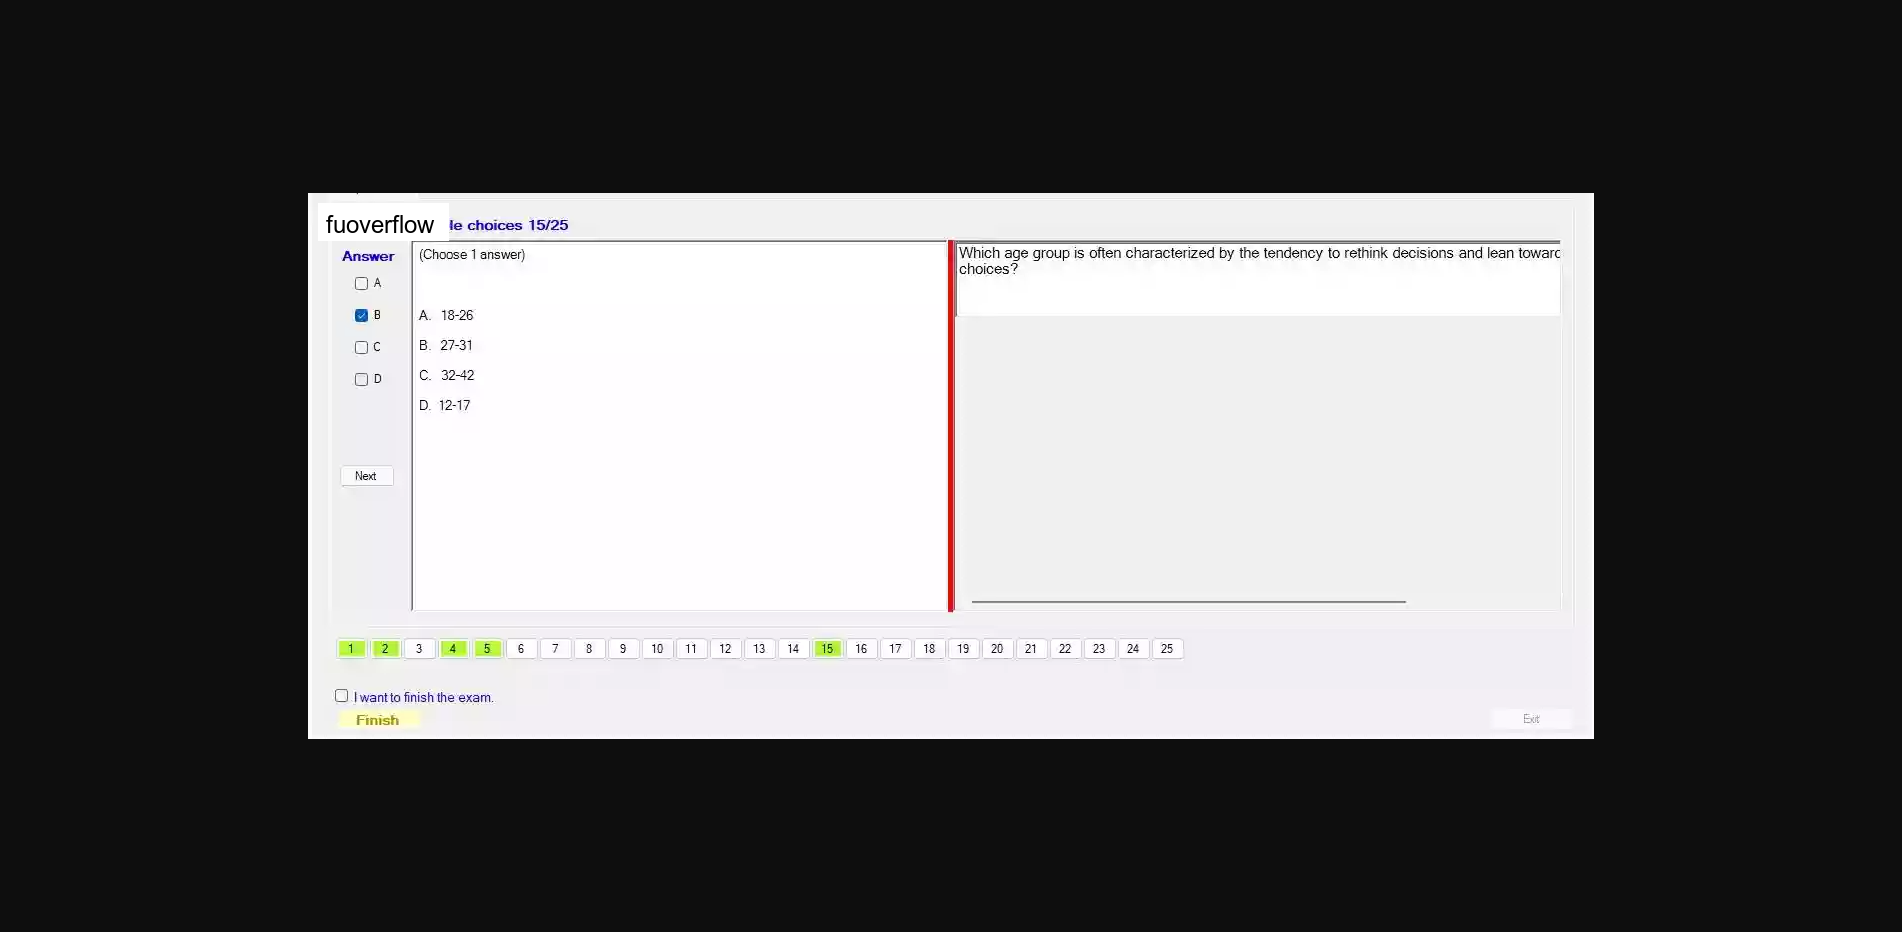 fuoverflow
le choices 15/25
Answer
A
B
C
D
Next
(Choose 1 answer)
A. 18-26
B. 27-31
C. 32-42
D. 12-17
Which age group is often characterized by the tendency to rethink decisions and lean
choices?
1 2 3 4 5 6 7 8 9 10 11 12 13 14 15 16 17 18 19 20 21 22 23 24 25
I want to finish the exam.
Finish
Exit